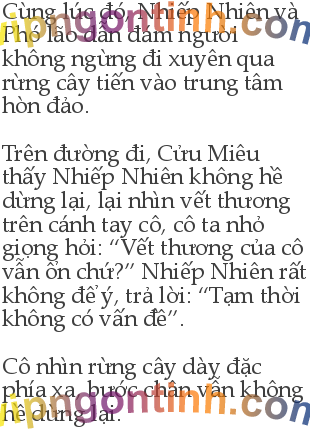 Cùng lúc đó, Nhiếp Nhiên và
Phó lão dẫn đám người
không ngừng đi xuyên qua
rừng cây tiến vào trung tâm
hòn đảo.
Trên đường đi, Cửu Miêu
thấy Nhiếp Nhiên không hề
dừng lại, lại nhìn vết thương
trên cánh tay cô, cô ta nhỏ
giọng hỏi: “Vết thương của cô
vẫn ổn chứ?” Nhiếp Nhiên rất
không để ý, trả lời: “Tạm thời
không có vấn đề”.
Cô nhìn rừng cây dày đặc
phía xa, bước chân vẫn không
hề dừng lại.
vipngontinh.com
vipngontinh.com